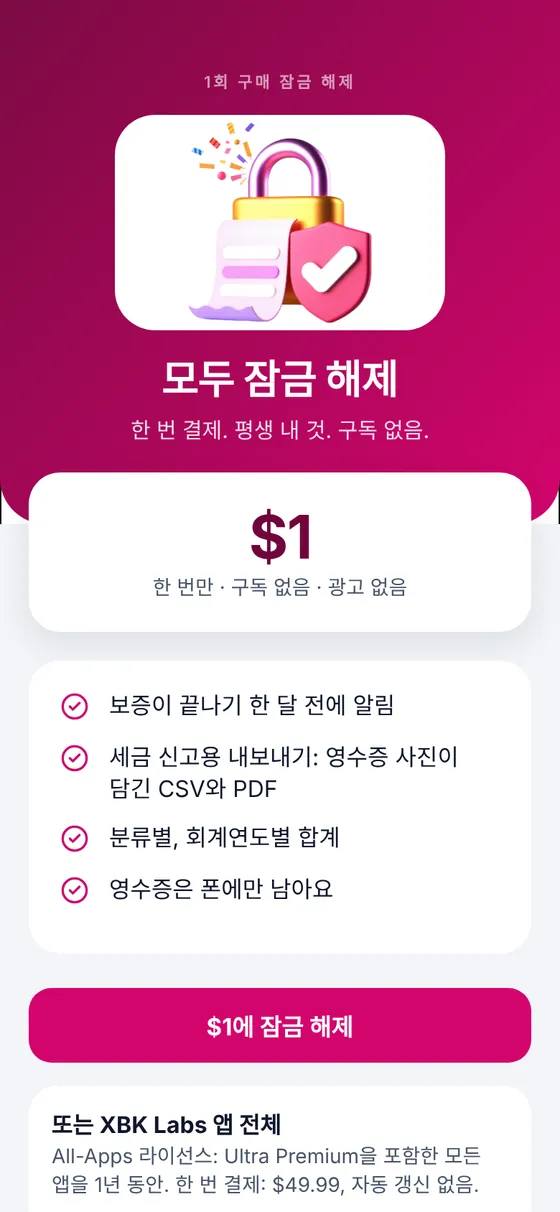 1회 구매 잠금 해제
모두 잠금 해제
한 번 결제. 평생 내 것. 구독 없음.
$1
한 번만 · 구독 없음 · 광고 없음
보증이 끝나기 한 달 전에 알림
세금 신고용 내보내기: 영수증 사진이
담긴 CSV와 PDF
분류별, 회계연도별 합계
영수증은 폰에만 남아요
$1에 잠금 해제
또는 XBK Labs 앱 전체
All-Apps 라이선스: Ultra Premium을 포함한 모든
앱을 1년 동안. 한 번 결제: $49.99, 자동 갱신 없음.